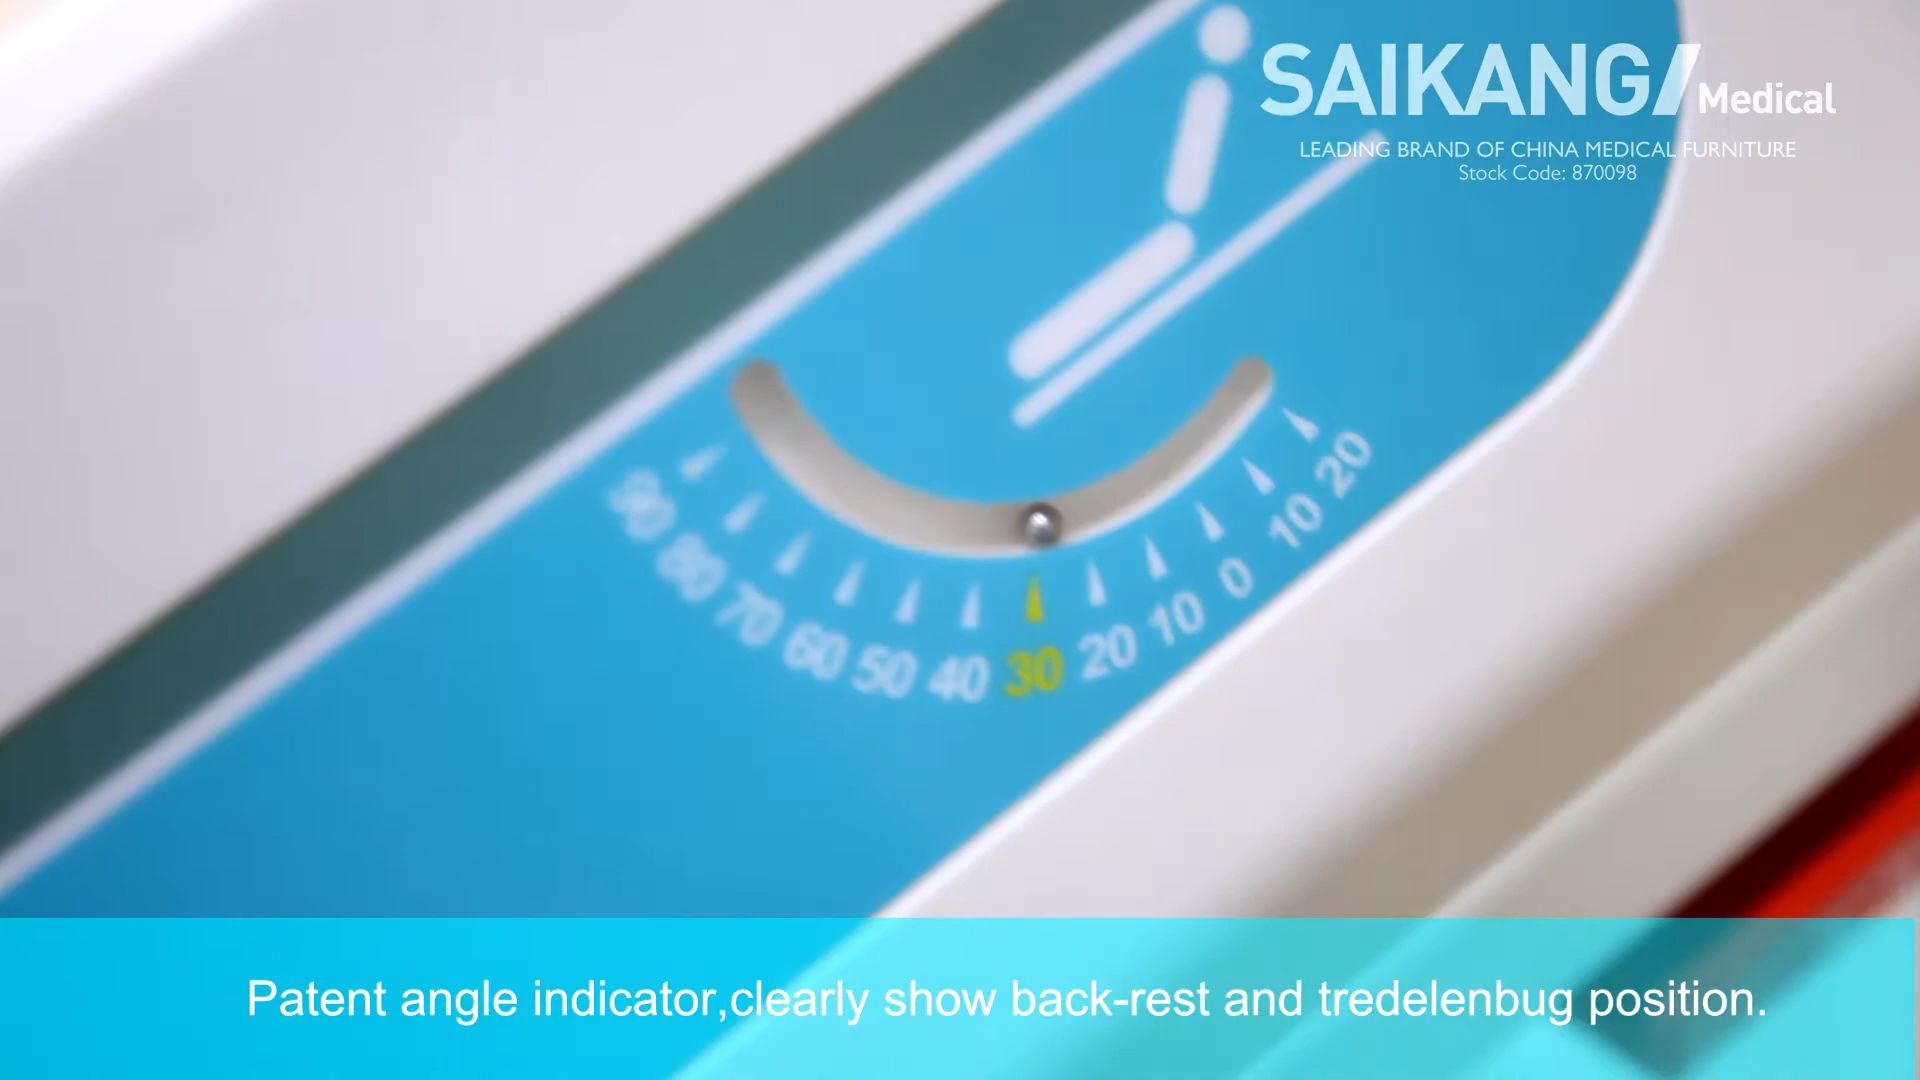 SAIKANG Medical
LEADING BRAND OF CHINA MEDICAL FURNITURE
Stock Code: 870098
90 80 70 60 50 40 30 20 10 0 10 20
Patent angle indicator,clearly show back-rest and tredelenbug position.